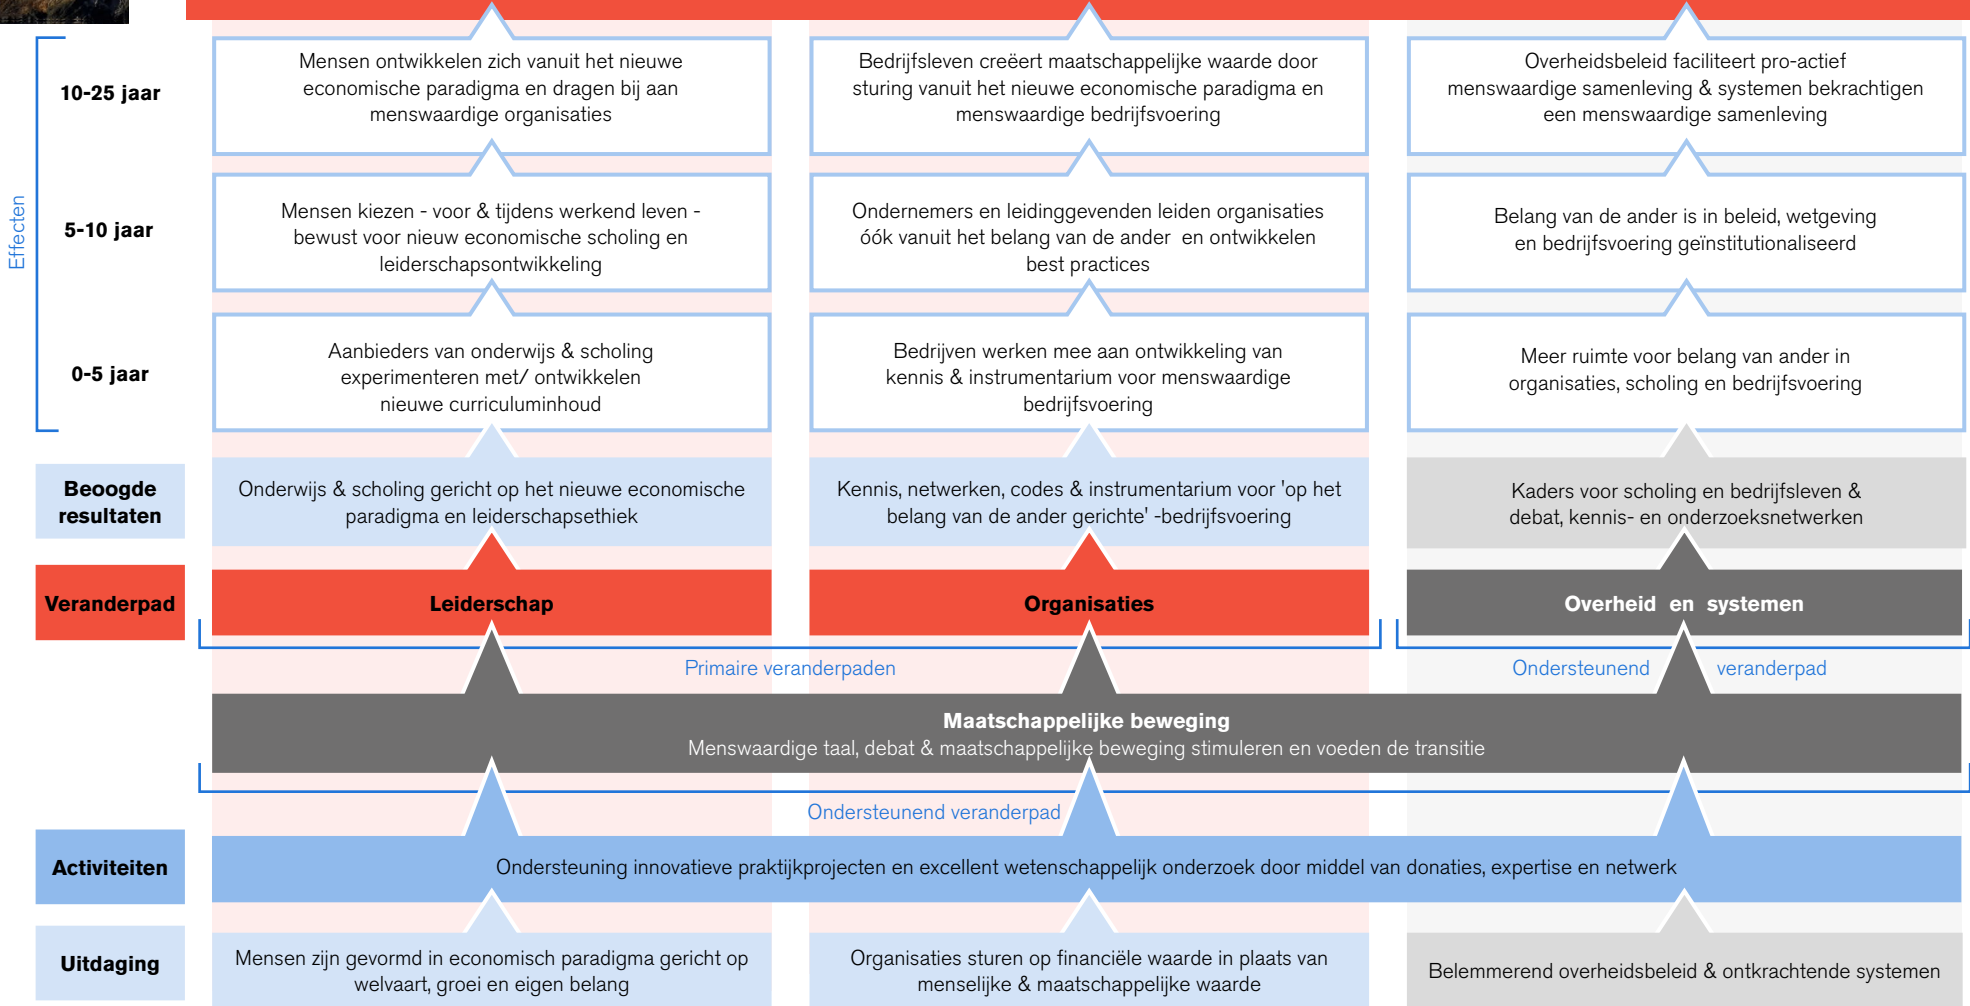 Effecten
10-25 jaar
Mensen ontwikkelen zich vanuit het nieuwe
economische paradigma en dragen bij aan
menswaardige organisaties
Bedrijfsleven creëert maatschappelijke waarde door
sturing vanuit het nieuwe economische paradigma en
menswaardige bedrijfsvoering
Overheidsbeleid faciliteert pro-actief
menswaardige samenleving & systemen bekrachtigen
een menswaardige samenleving
5-10 jaar
Mensen kiezen - voor & tijdens werkend leven -
bewust voor nieuw economische scholing en
leiderschapsontwikkeling
Ondernemers en leidinggevenden leiden organisaties
óók vanuit het belang van de ander en ontwikkelen
best practices
Belang van de ander is in beleid, wetgeving
en bedrijfsvoering geïnstitutionaliseerd
0-5 jaar
Aanbieders van onderwijs & scholing
experimenteren met/ ontwikkelen
nieuwe curriculuminhoud
Bedrijven werken mee aan ontwikkeling van
kennis & instrumentarium voor menswaardige
bedrijfsvoering
Meer ruimte voor belang van ander in
organisaties, scholing en bedrijfsvoering
Beoogde
resultaten
Onderwijs & scholing gericht op het nieuwe economische
paradigma en leiderschapsethiek
Kennis, netwerken, codes & instrumentarium voor 'op het
belang van de ander gerichte' -bedrijfsvoering
Kaders voor scholing en bedrijfsleven &
debat, kennis- en onderzoeksnetwerken
Veranderpad
Leiderschap
Organisaties
Overheid en systemen
Primaire veranderpaden
Ondersteunend veranderpad
Maatschappelijke beweging
Menswaardige taal, debat & maatschappelijke beweging stimuleren en voeden de transitie
Ondersteunend veranderpad
Activiteiten
Ondersteuning innovatieve praktijkprojecten en excellent wetenschappelijk onderzoek door middel van donaties, expertise en netwerk
Uitdaging
Mensen zijn gevormd in economisch paradigma gericht op
welvaart, groei en eigen belang
Organisaties sturen op financiële waarde in plaats van
menselijke & maatschappelijke waarde
Belemmerend overheidsbeleid & ontkrachtende systemen